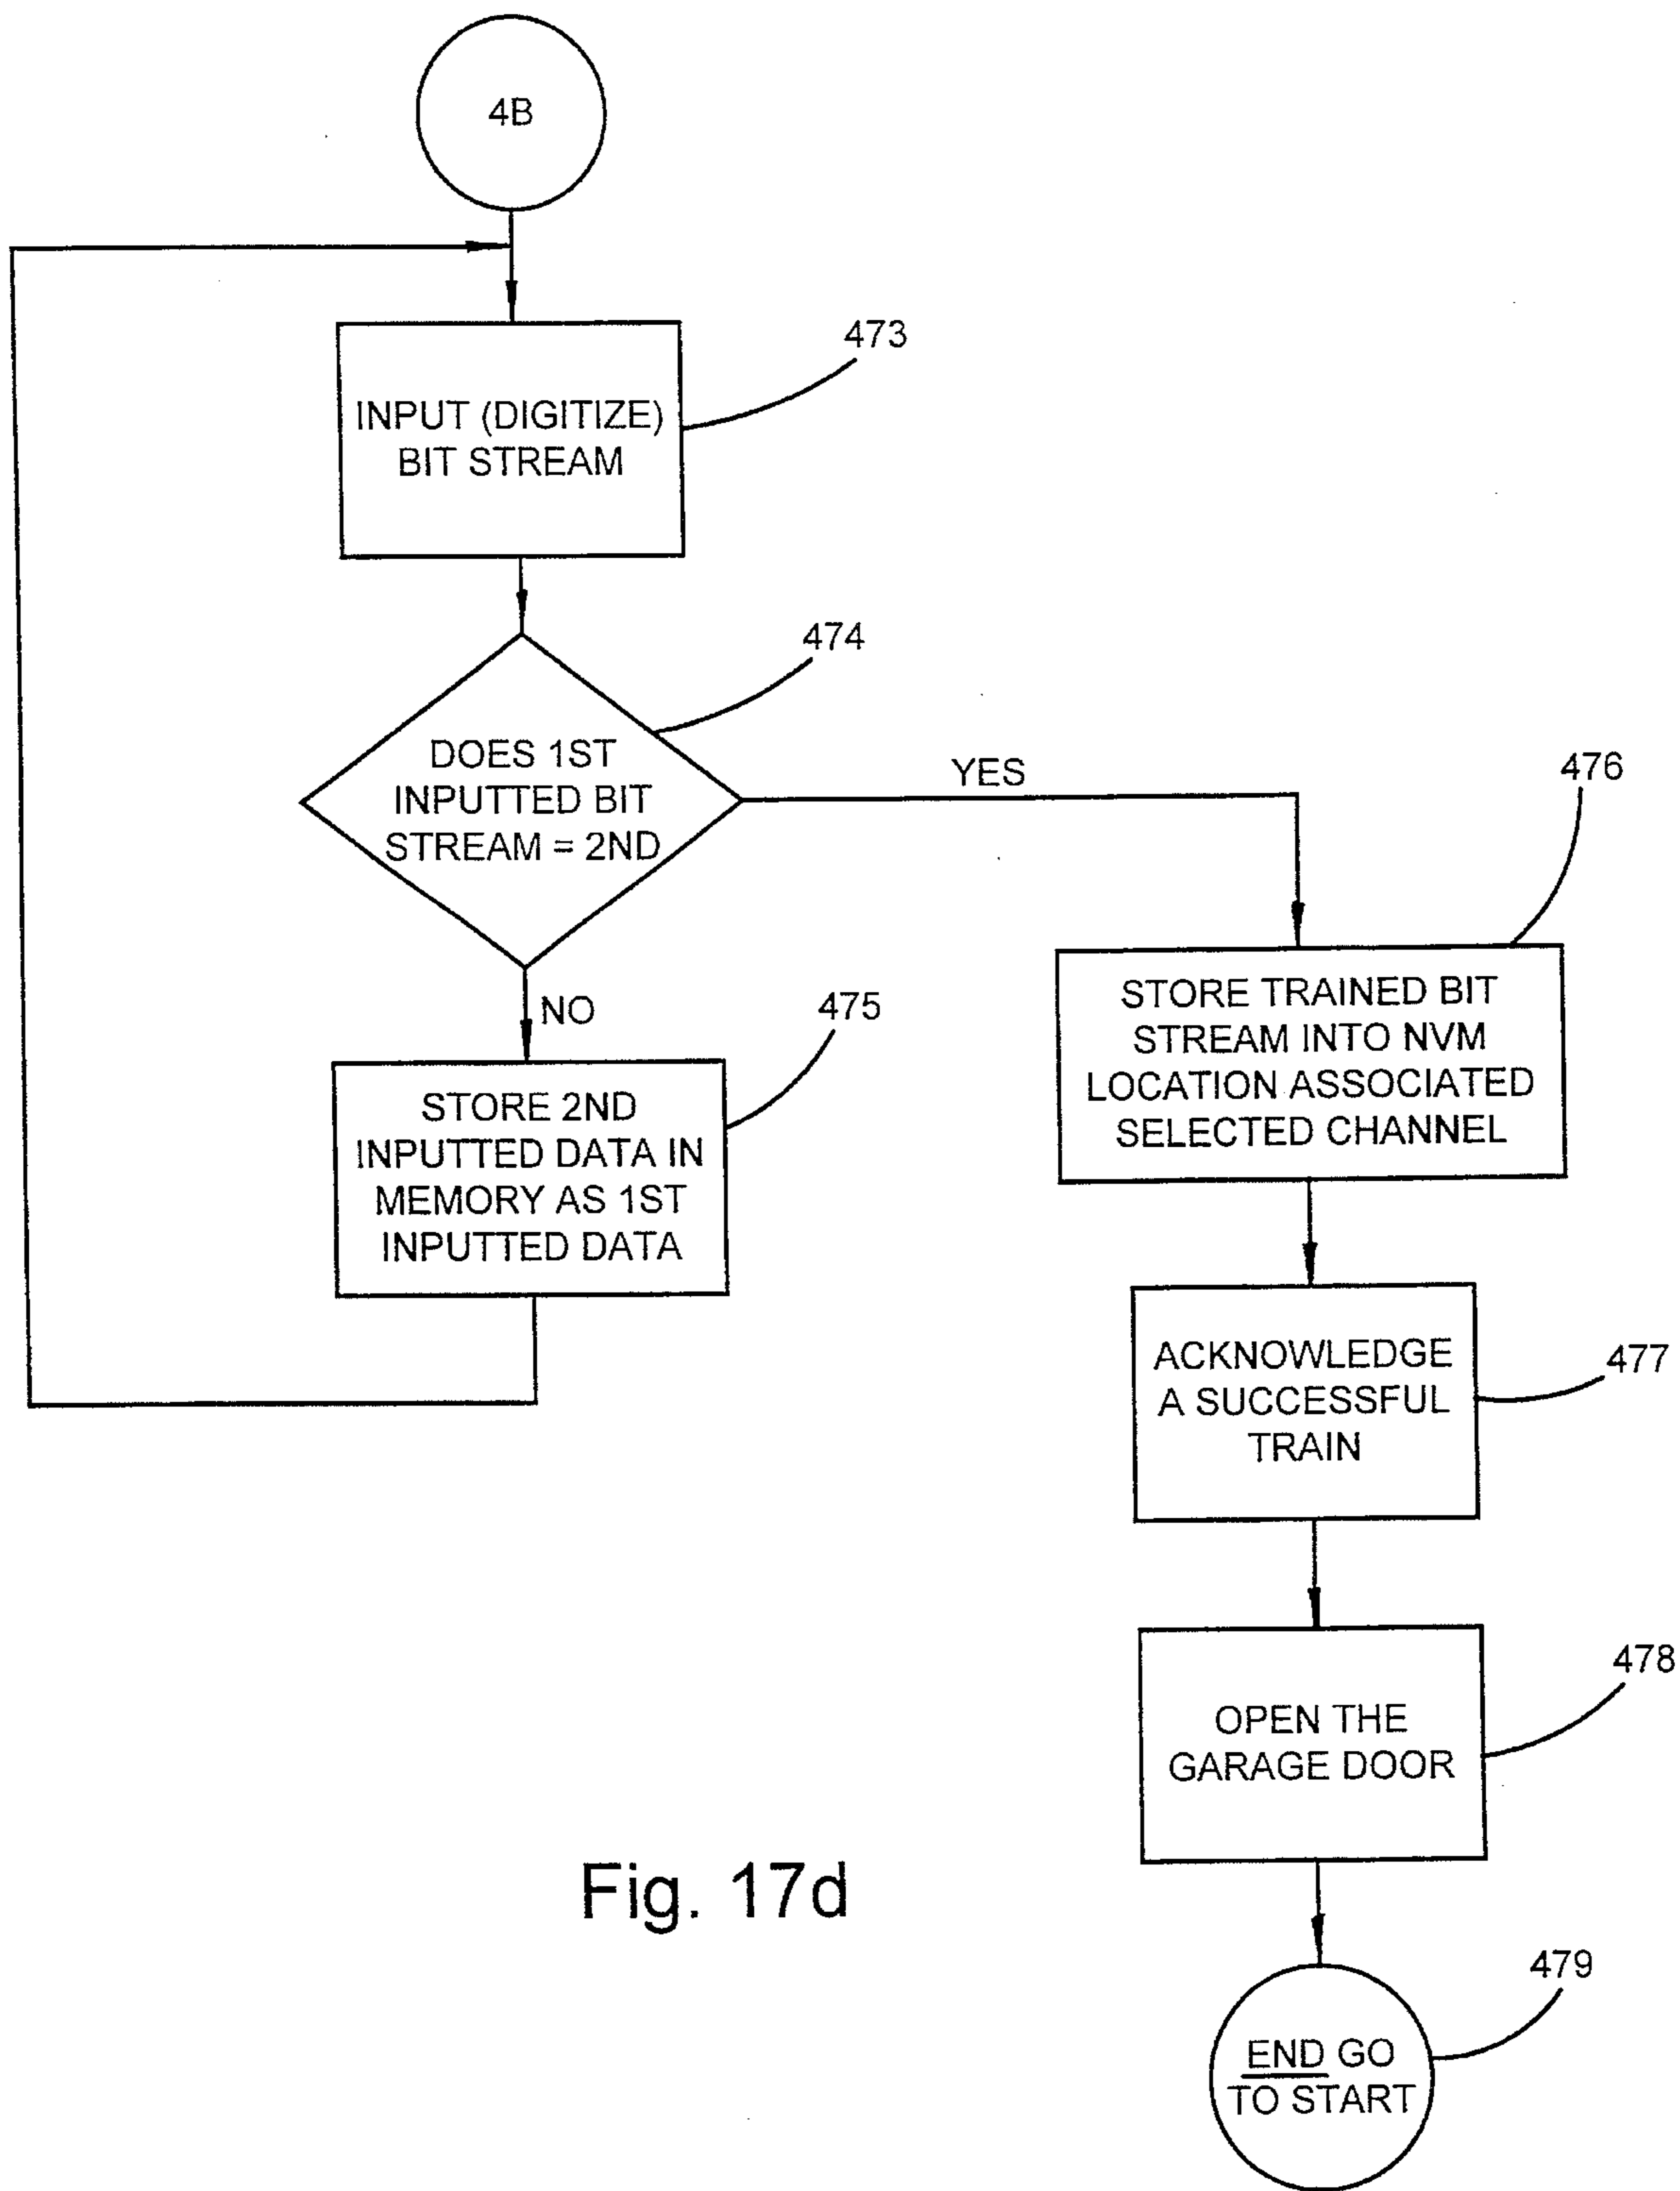 4B
473
INPUT (DIGITIZE)
BIT STREAM
474
DOES 1ST
INPUTTED BIT
STREAM = 2ND
YES
NO
475
STORE 2ND
INPUTTED DATA IN
MEMORY AS 1ST
INPUTTED DATA
476
STORE TRAINED BIT
STREAM INTO NVM
LOCATION ASSOCIATED
SELECTED CHANNEL
477
ACKNOWLEDGE
A SUCCESSFUL
TRAIN
478
OPEN THE
GARAGE DOOR
479
END GO
TO START
Fig. 17d